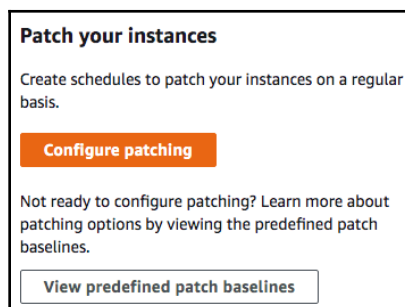 Patch your instances
Create schedules to patch your instances on a regular
basis.
Configure patching
Not ready to configure patching? Learn more about
patching options by viewing the predefined patch
baselines.
View predefined patch baselines